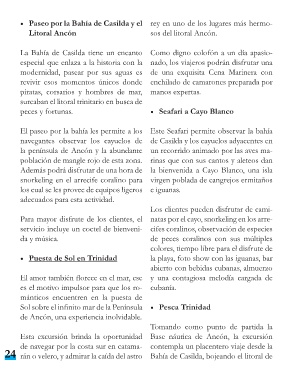 • Paseo por la Bahía de Casilda y el
Litoral Ancón
La Bahía de Casilda tiene un encanto
especial que enlaza a la historia con la
modernidad, pasear por sus aguas es
revivir esos momentos únicos donde
piratas, corsarios y hombres de mar,
surcaban el litoral trinitario en busca de
peces y fortunas.
El paseo por la bahía les permite a los
navegantes observar los cayuelos de
la península de Ancón y la abundante
población de mangle rojo de esta zona.
Además podrá disfrutar de una hora de
snorkeling en el arrecife coralino para
los cual se les provee de equipos ligeros
adecuados para esta actividad.
Para mayor disfrute de los clientes, el
servicio incluye un coctel de bienveni-
da y música.
• Puesta de Sol en Trinidad
El amor también florece en el mar, ese
es el motivo impulsor para que los ro-
mánticos encuentren en la puesta de
Sol sobre el infinito mar de la Península
de Ancón, una experiencia inolvidable.
Esta excursión brinda la oportunidad
de navegar por la costa sur en catama-
rán o velero, y admirar la caída del astro
24
rey en uno de los lugares más hermo-
sos del litoral Ancón.
Como digno colofón a un día apasio-
nado, los viajeros podrán disfrutar una
de una exquisita Cena Marinera con
enchilado de camarones preparada por
manos expertas.
• Seafari a Cayo Blanco
Este Seafari permite observar la bahía
de Casilda y los cayuelos adyacentes en
un recorrido animado por las aves ma-
rinas que con sus cantos y aleteos dan
la bienvenida a Cayo Blanco, una isla
virgen poblada de cangrejos ermitaños
e iguanas.
Los clientes pueden disfrutar de cami-
natas por el cayo, snorkeling en los arre-
cifes coralinos, observación de especies
de peces coralinos con sus múltiples
colores, tiempo libre para el disfrute de
la playa, foto show con las iguanas, bar
abierto con bebidas cubanas, almuerzo
y una contagiosa melodía cargada de
cubanía.
• Pesca Trinidad
Tomando como punto de partida la
Base náutica de Ancón, la excursión
contempla un placentero viaje desde la
Bahía de Casilda, bojeando el litoral de